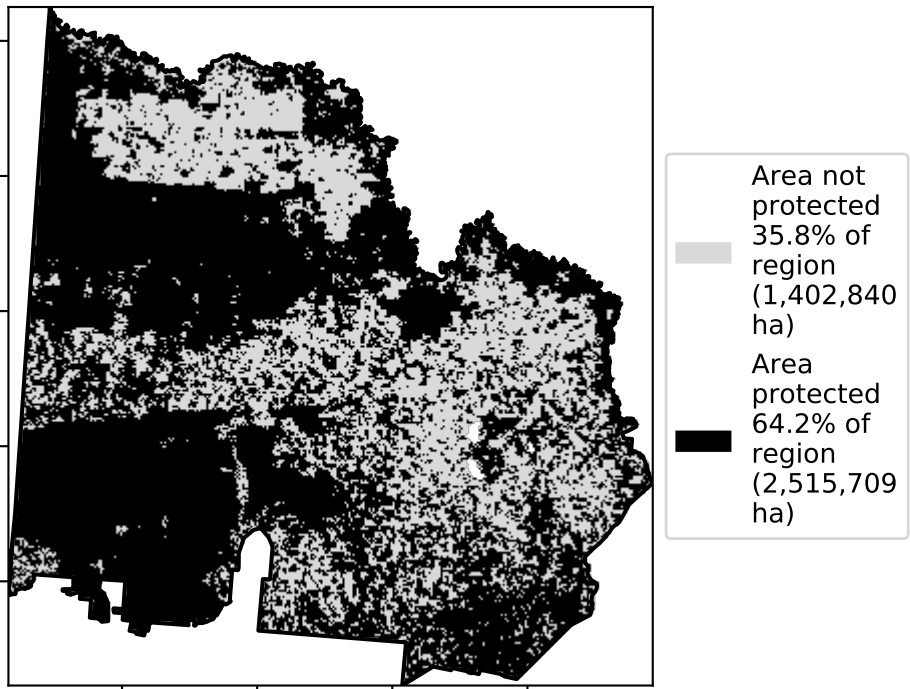 Area not
protected
35.8% of
region
(1,402,840
ha)
Area
protected
64.2% of
region
(2,515,709
ha)